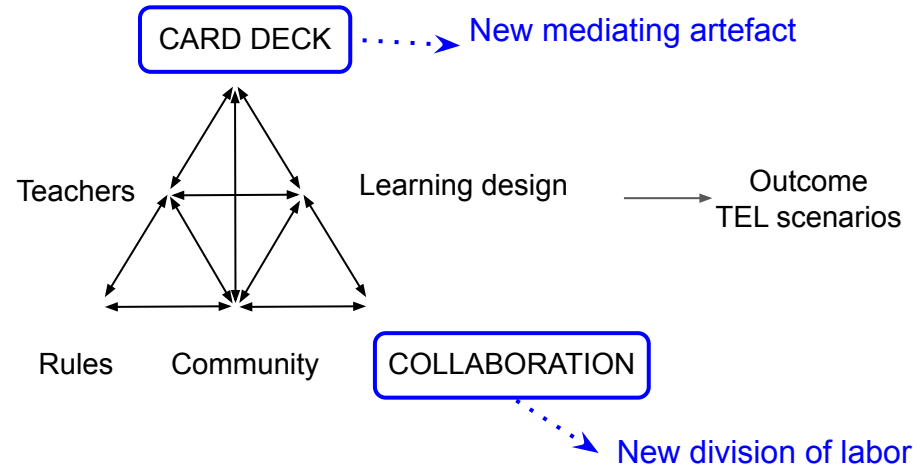 CARD DECK
New mediating artefact
Teachers
Learning design
Outcome
TEL scenarios
Rules
Community
COLLABORATION
New division of labor